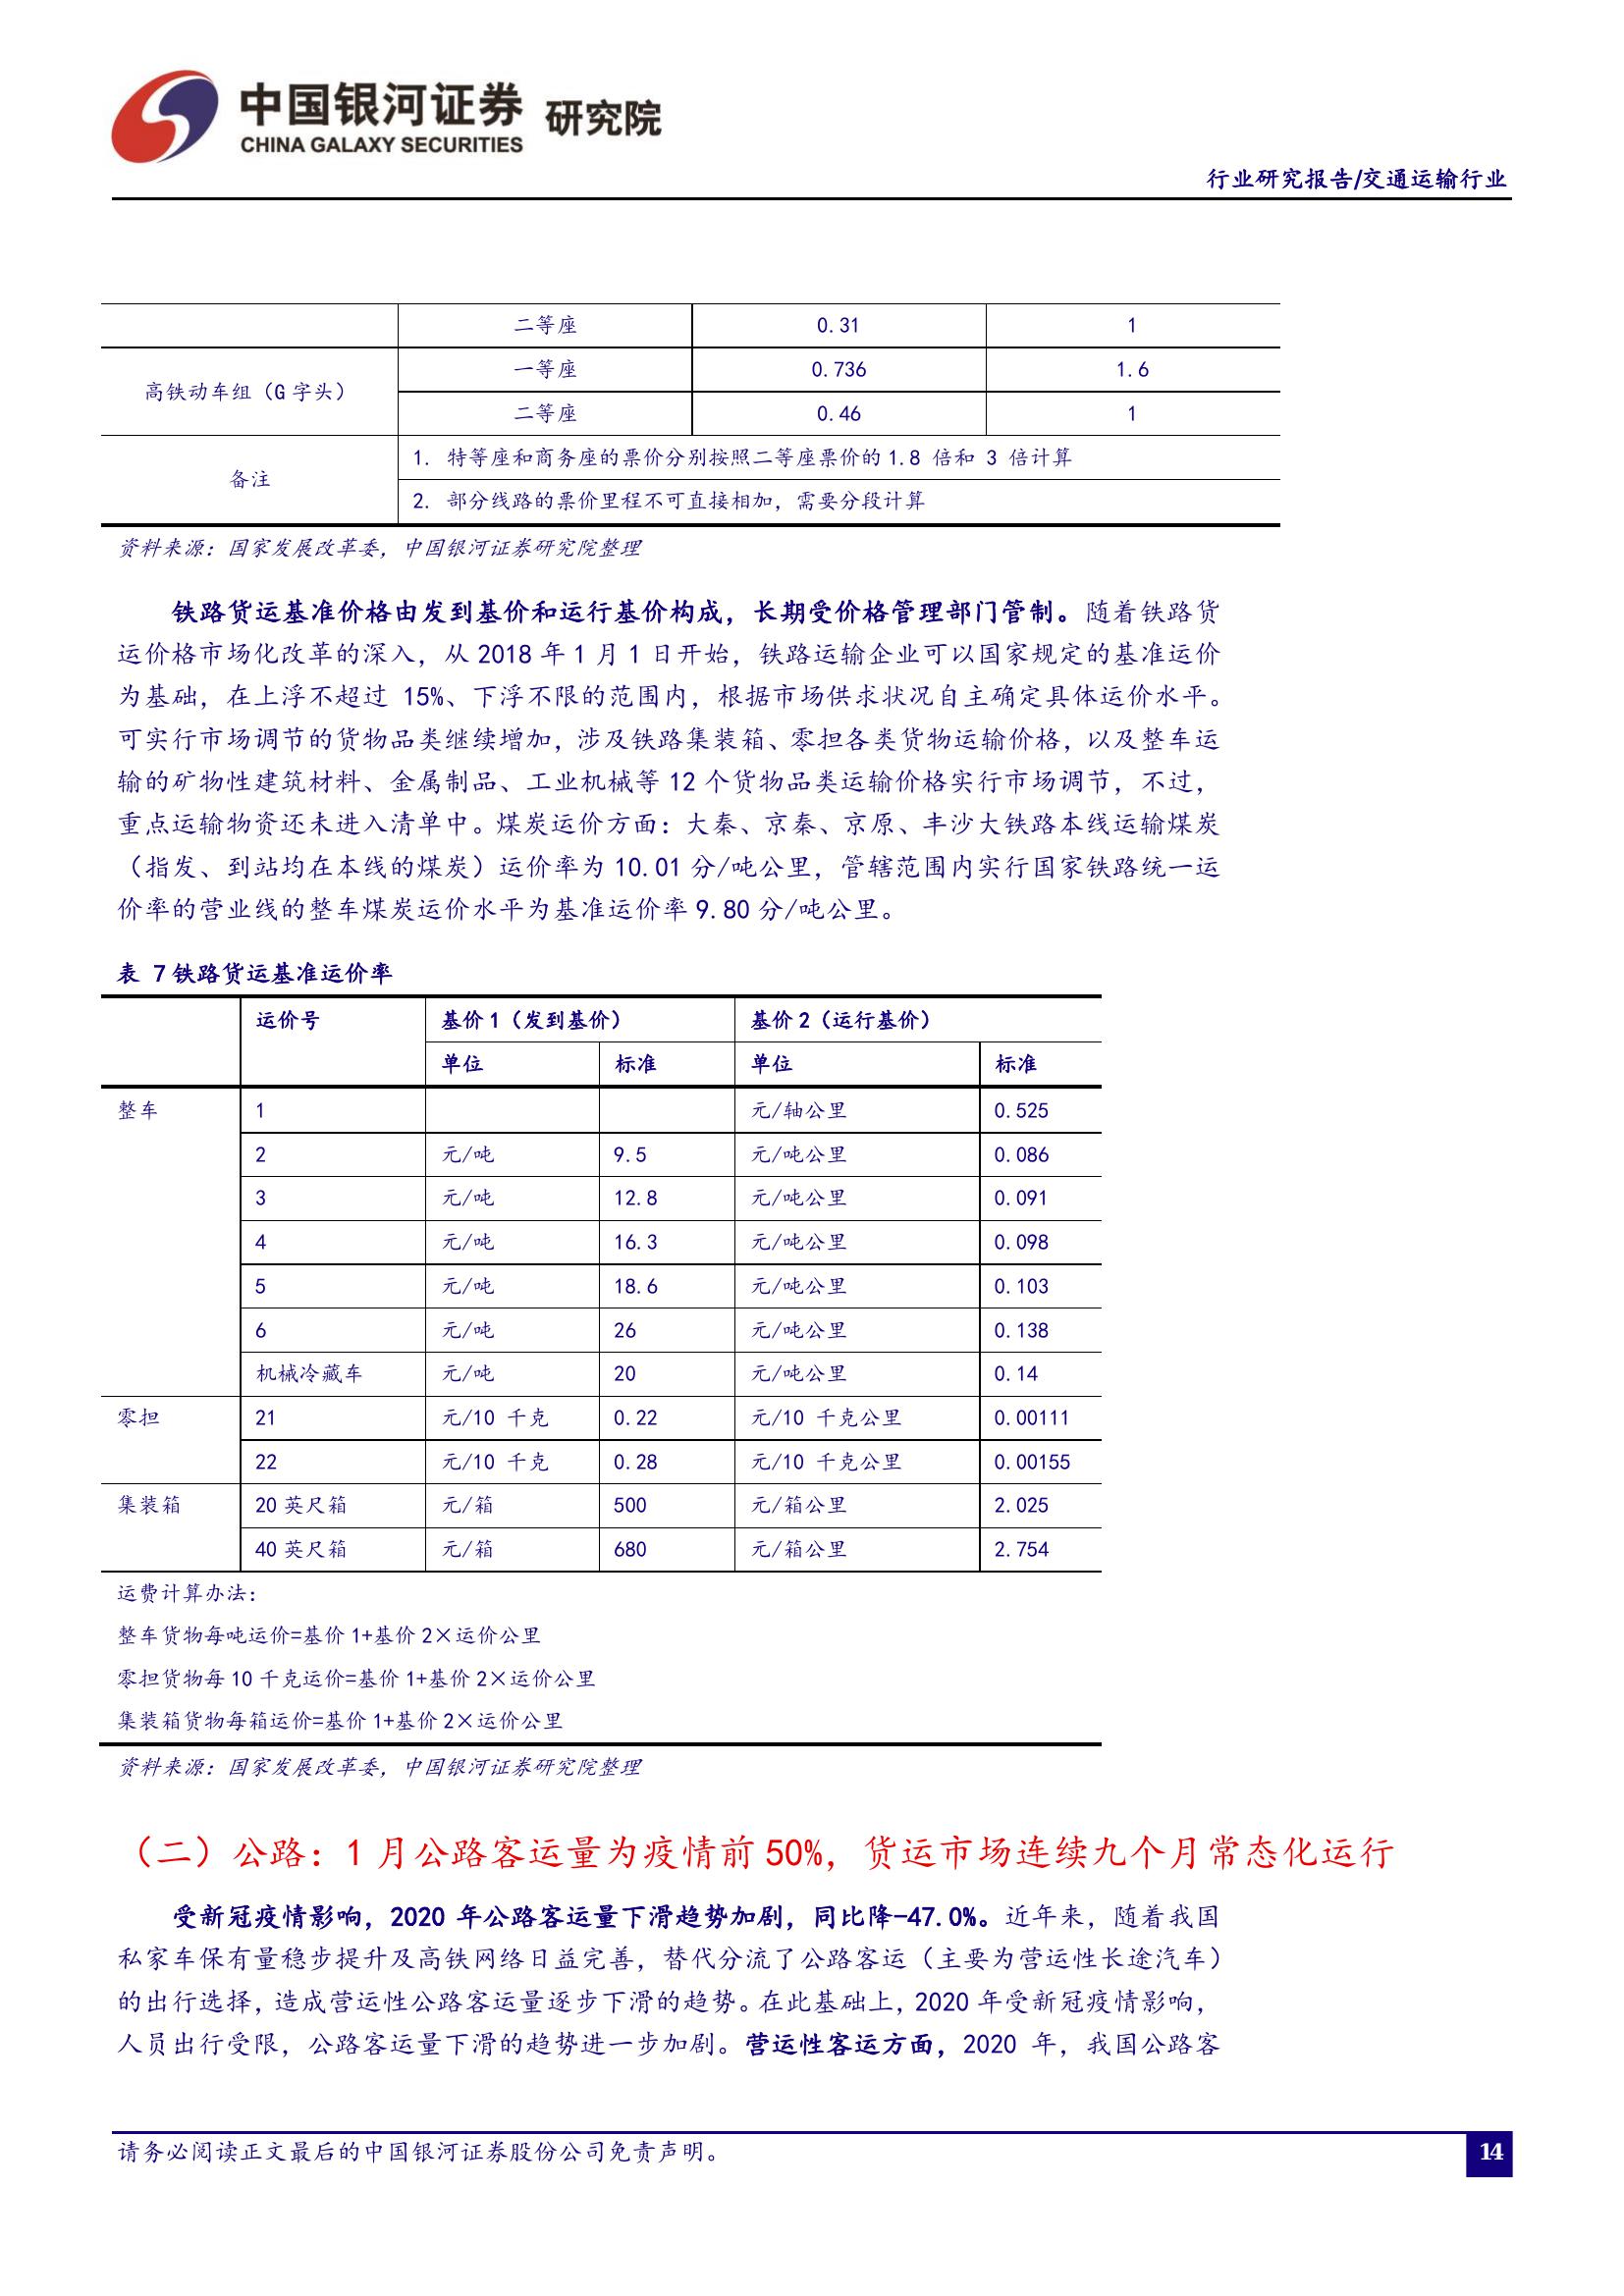 中国银河证券 研究院
CHINA GALAXY SECURITIES
行业研究报告/交通运输行业
二等座 0.31 1
高铁动车组（G 字头） 一等座 0.736 1.6
二等座 0.46 1
备注 1. 特等座和商务座的票价分别按照二等座票价的 1.8 倍和 3 倍计算
2. 部分线路的票价里程不可直接相加，需要分段计算
资料来源：国家发展改革委，中国银河证券研究院整理
铁路货运基准价格由发到基价和运行基价构成，长期受价格管理部门管制。随着铁路货
运价格市场化改革的深入，从 2018 年 1 月 1 日开始，铁路运输企业可以国家规定的基准运价
为基础，在上浮不超过 15%、下浮不限的范围内，根据市场供求状况自主确定具体运价水平。
可实行市场调节的货物品类继续增加，涉及铁路集装箱、零担各类货物运输价格，以及整车运
输的矿物性建筑材料、金属制品、工业机械等 12 个货物品类运输价格实行市场调节，不过，
重点运输物资还未进入清单中。煤炭运价方面：大秦、京秦、京原、丰沙大铁路本线运输煤炭
（指发、到站均在本线的煤炭）运价率为 10.01 分/吨公里，管辖范围内实行国家铁路统一运
价率的营业线的整车煤炭运价水平为基准运价率 9.80 分/吨公里。
表 7 铁路货运基准运价率
运价号 基价 1（发到基价） 基价 2（运行基价）
单位 标准 单位 标准
整车 1 元/轴公里 0.525
2 元/吨 9.5 元/吨公里 0.086
3 元/吨 12.8 元/吨公里 0.091
4 元/吨 16.3 元/吨公里 0.098
5 元/吨 18.6 元/吨公里 0.103
6 元/吨 26 元/吨公里 0.138
机械冷藏车 元/吨 20 元/吨公里 0.14
零担 21 元/10 千克 0.22 元/10 千克公里 0.00111
22 元/10 千克 0.28 元/10 千克公里 0.00155
集装箱 20 英尺箱 元/箱 500 元/箱公里 2.025
40 英尺箱 元/箱 680 元/箱公里 2.754
运费计算办法：
整车货物每吨运价=基价 1+基价 2×运价公里
零担货物每 10 千克运价=基价 1+基价 2×运价公里
集装箱货物每箱运价=基价 1+基价 2×运价公里
资料来源：国家发展改革委，中国银河证券研究院整理
（二）公路：1 月公路客运量为疫情前 50%，货运市场连续九个月常态化运行
受新冠疫情影响，2020 年公路客运量下滑趋势加剧，同比降-47.0%。近年来，随着我国
私家车保有量稳步提升及高铁网络日益完善，替代分流了公路客运（主要为营运性长途汽车）
的出行选择，造成营运性公路客运量逐步下滑的趋势。在此基础上，2020 年受新冠疫情影响，
人员出行受限，公路客运量下滑的趋势进一步加剧。营运性客运方面，2020 年，我国公路客
请务必阅读正文最后的中国银河证券股份公司免责声明。
14